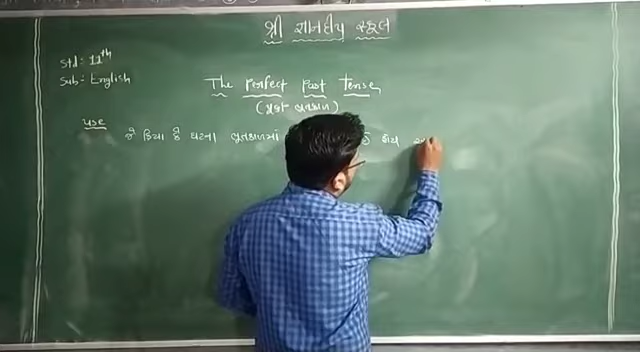 શ્રી સાનદીપ સ્કૂલ
Std:- 11th
Sub:- English
The Perfect Past Tense
(પૂર્ણ ભૂતકાળ)
use જે ક્રિયા કે ઘટના ભૂતકાળમાં હોય